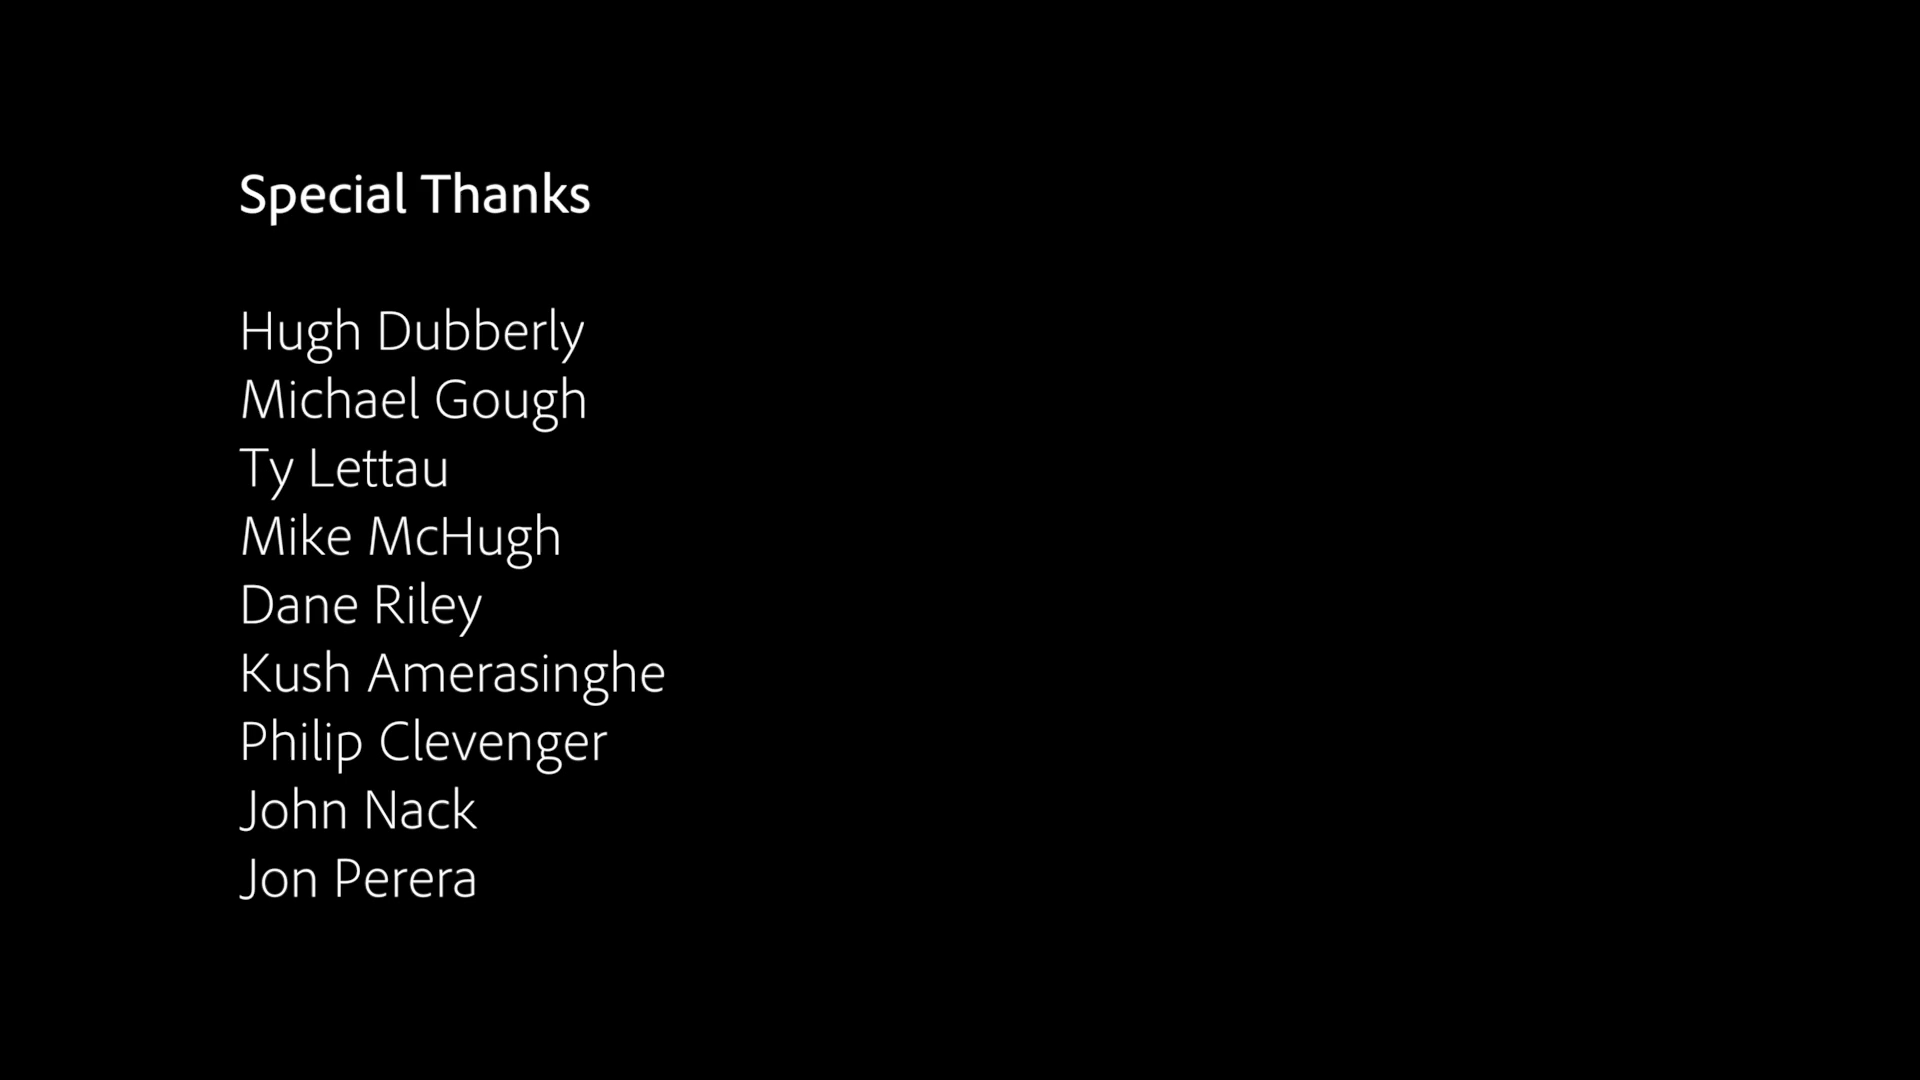 Special Thanks
Hugh Dubberly
Michael Gough
Ty Lettau
Mike McHugh
Dane Riley
Kush Amerasinghe
Philip Clevenger
John Nack
Jon Perera